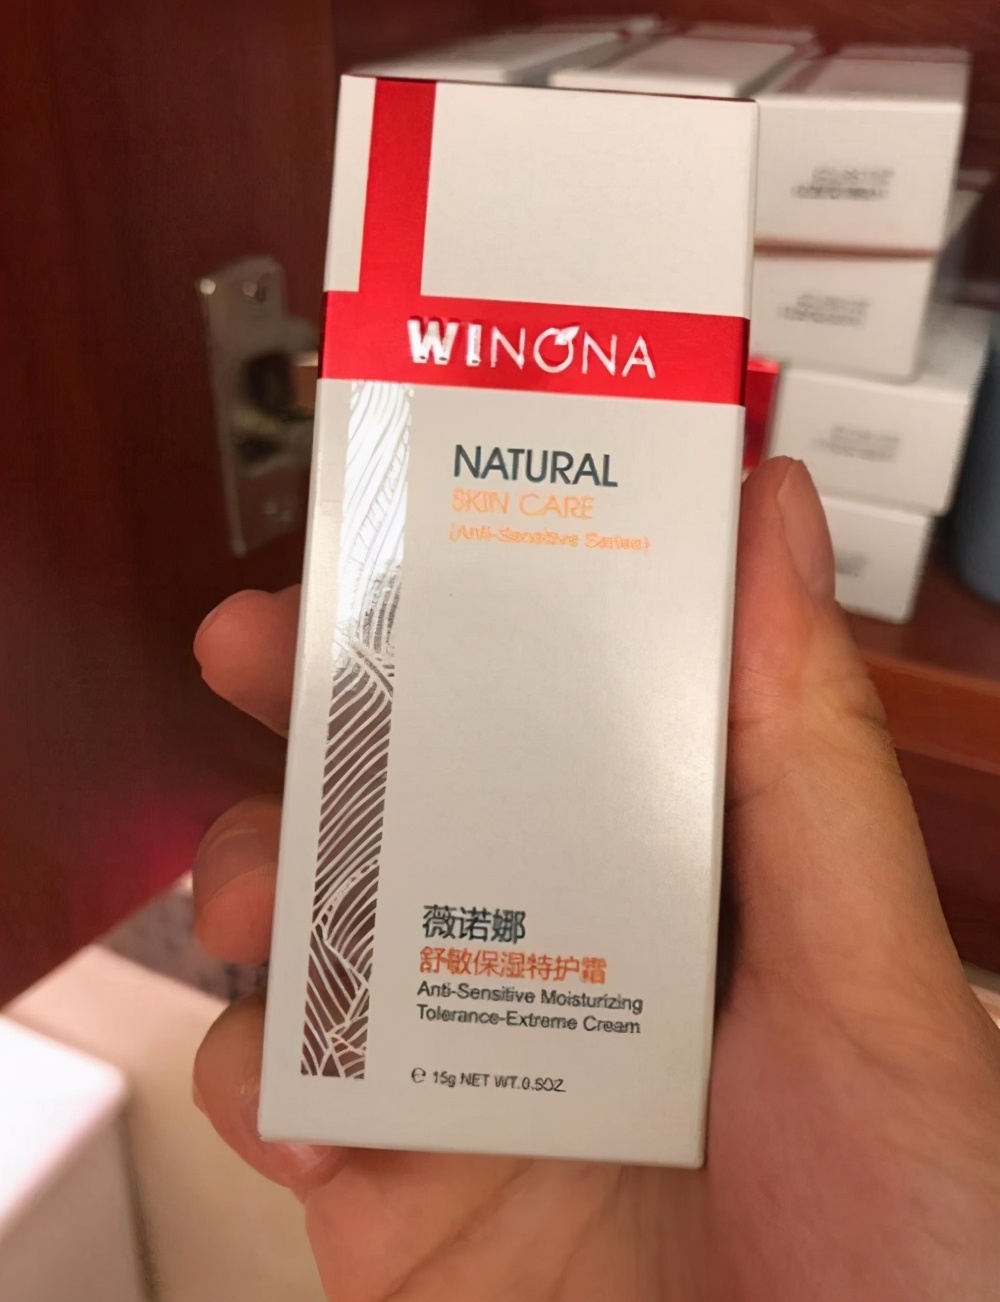 WINONA
NATURAL
SKIN CARE
(Anti-Sensitive Series)
薇诺娜
舒敏保湿特护霜
Anti-Sensitive Moisturizing
Tolerance-Extreme Cream
℮ 15g NET WT.0.5OZ